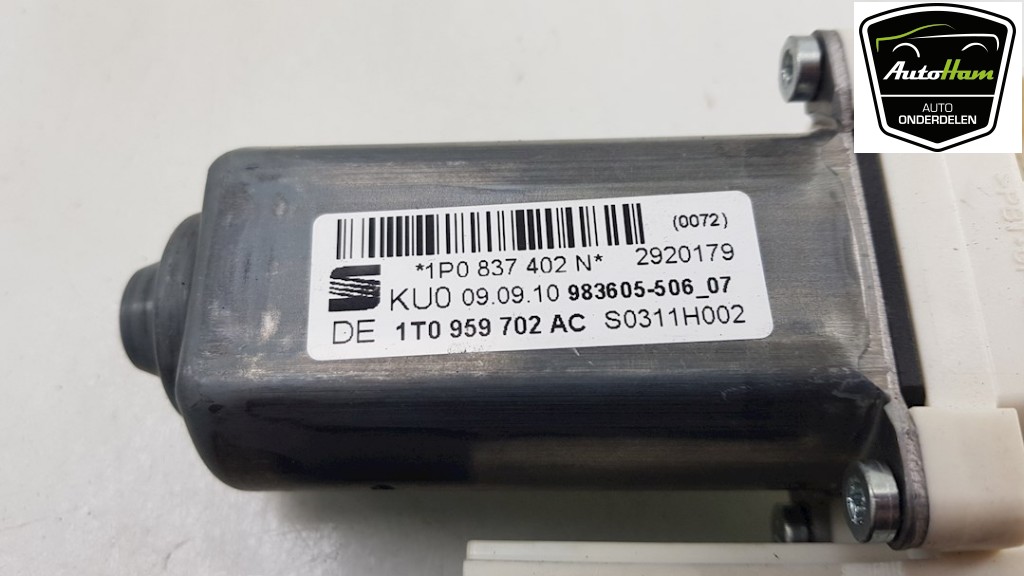 AutoHam
AUTO
ONDERDELEN
(0072)
*1P0 837 402 N* 2920179
KU0 09.09.10 983605-506_07
DE 1T0 959 702 AC S0311H002